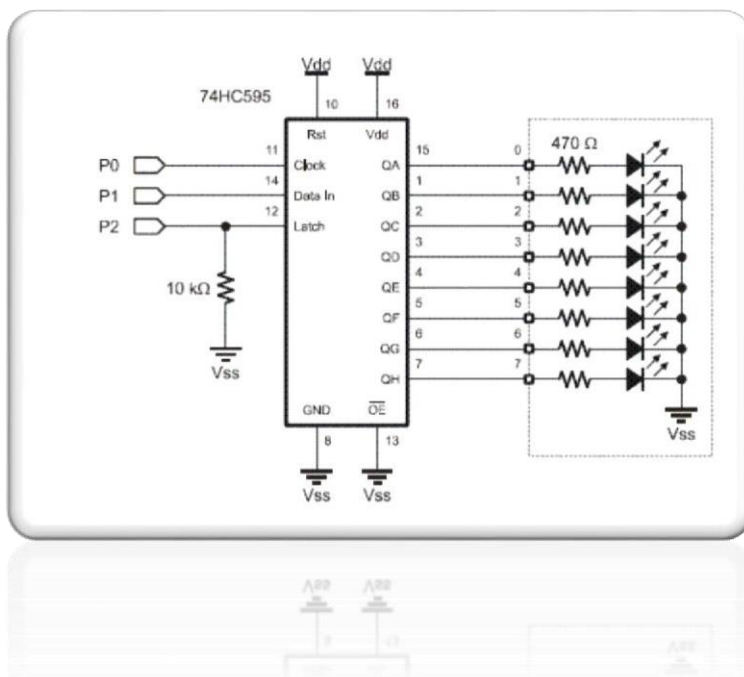 Vdd Vdd
74HC595
10 16
Rst Vdd
P0 11 Clock QA 15 0 470 Ω
P1 14 Data In QB 1 1
P2 12 Latch QC 2 2
QD 3 3
10 kΩ QE 4 4
QF 5 5
Vss QG 6 6
QH 7 7
GND OE
Vss
8 13
Vss Vss